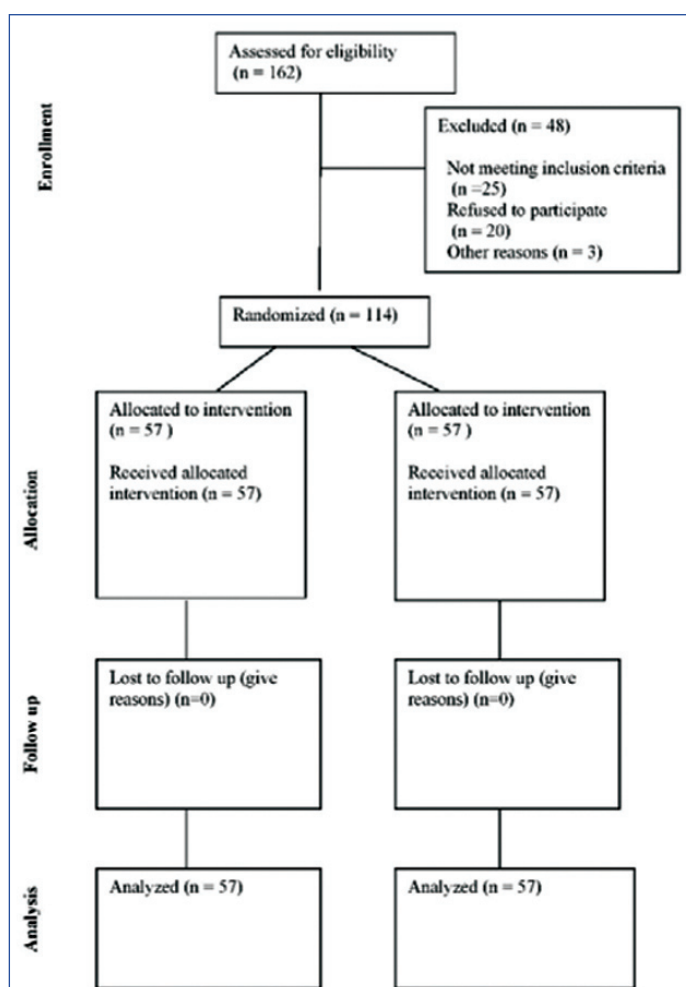 Assessed for eligibility
(n = 162)
Enrollment
Excluded (n = 48)
Not meeting inclusion criteria
(n =25)
Refused to participate
(n = 20)
Other reasons (n = 3)
Randomized (n = 114)
Allocation
Allocated to intervention
(n = 57 )
Received allocated
intervention (n = 57)
Allocated to intervention
(n = 57 )
Received allocated
intervention (n = 57)
Follow up
Lost to follow up (give
reasons) (n=0)
Lost to follow up (give
reasons) (n=0)
Analysis
Analyzed (n = 57)
Analyzed (n = 57)